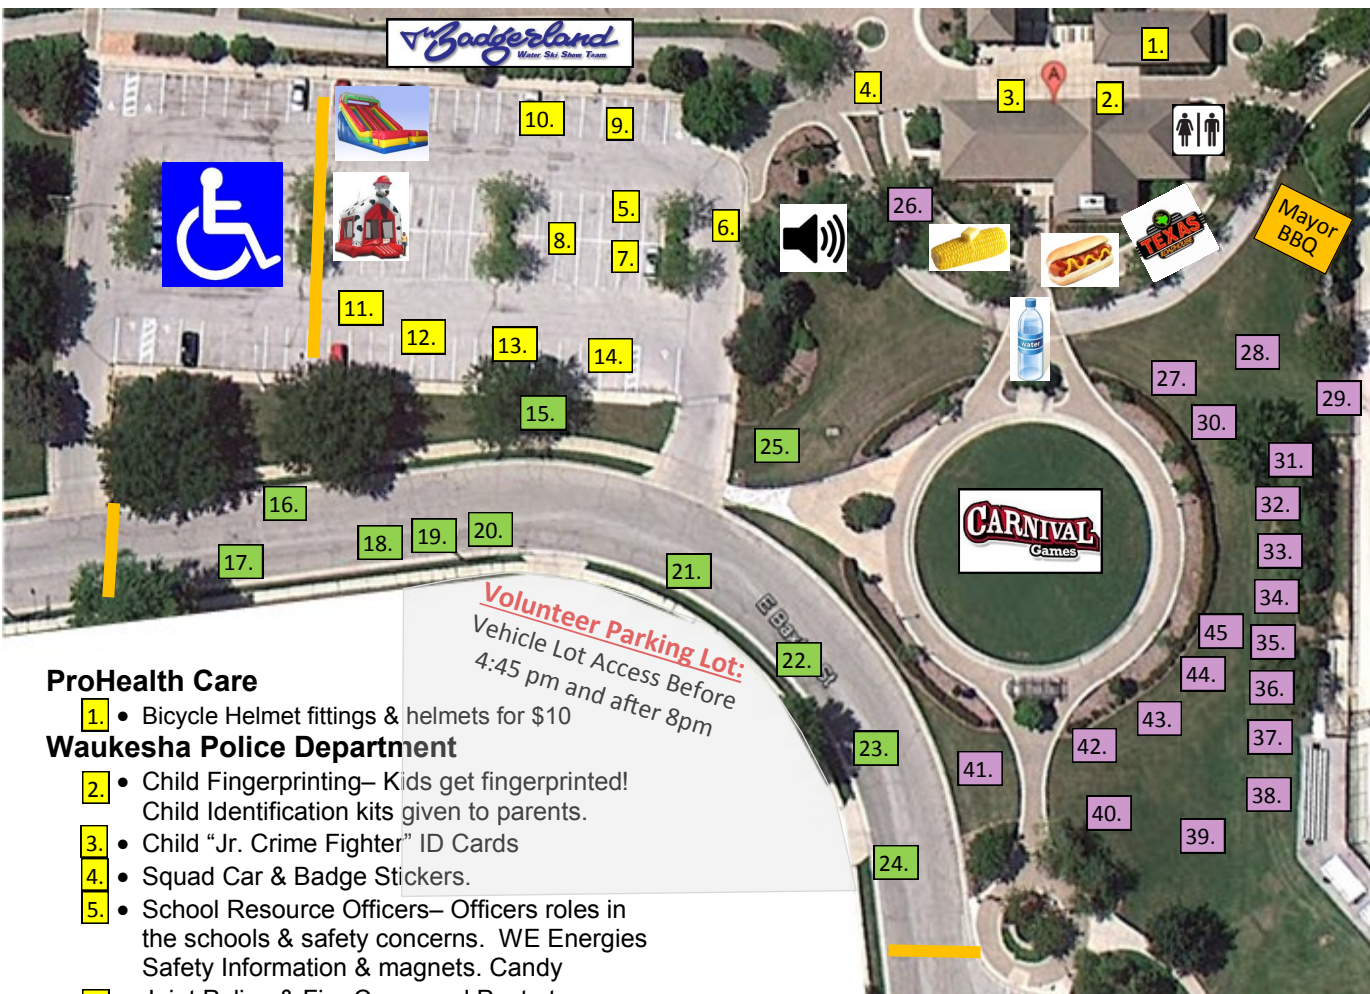 Badgerland
Water Ski Show Team
1.
4.
3.
A
2.
10.
9.
5.
6.
26.
8.
7.
TEXAS
ROADHOUSE
Mayor
BBQ
11.
12.
13.
14.
water
28.
27.
29.
15.
30.
25.
31.
16.
32.
CARNIVAL
Games
18.
19.
20.
33.
17.
21.
34.
45
35.
22.
44.
36.
43.
37.
23.
42.
41.
38.
40.
39.
24.
Volunteer Parking Lot:
Vehicle Lot Access Before
4:45 pm and after 8pm
ProHealth Care
1. • Bicycle Helmet fittings & helmets for $10
Waukesha Police Department
2. • Child Fingerprinting– Kids get fingerprinted!
Child Identification kits given to parents.
3. • Child “Jr. Crime Fighter” ID Cards
4. • Squad Car & Badge Stickers.
5. • School Resource Officers– Officers roles in
the schools & safety concerns. WE Energies
Safety Information & magnets. Candy